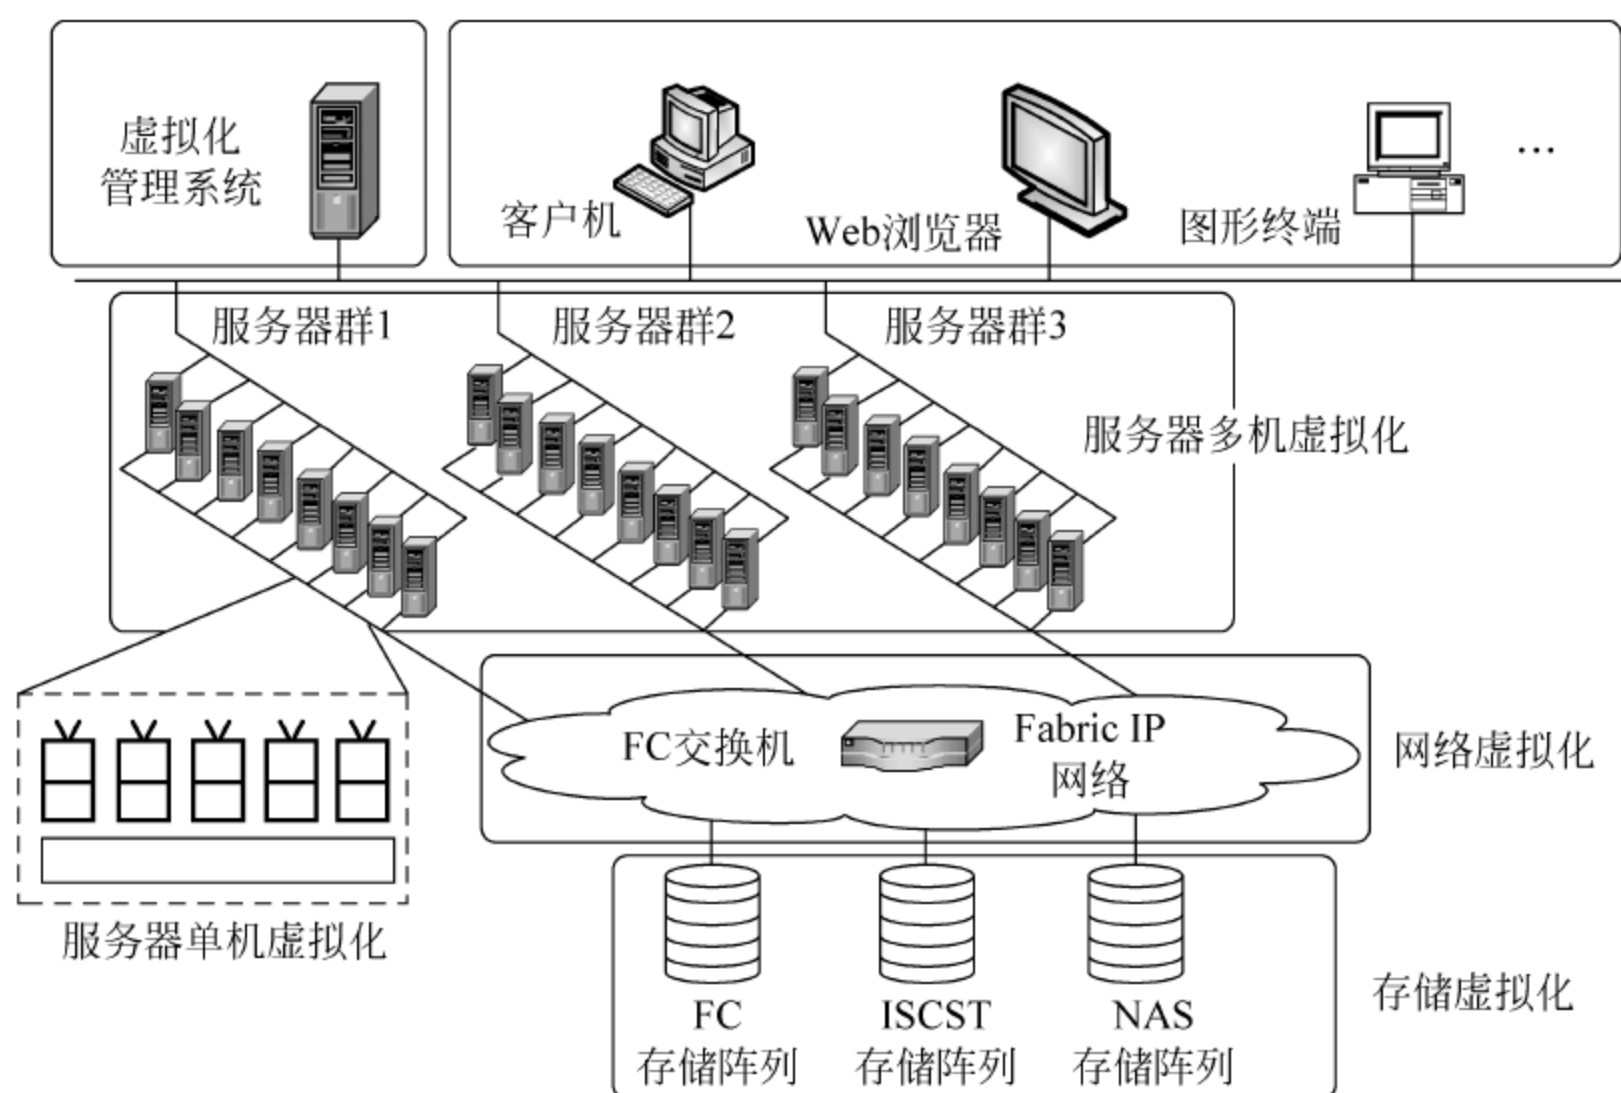 虚拟化
管理系统
客户机
Web浏览器
图形终端
...
服务器群1
服务器群2
服务器群3
服务器多机虚拟化
FC交换机
Fabric IP
网络
网络虚拟化
服务器单机虚拟化
FC
存储阵列
ISCST
存储阵列
NAS
存储阵列
存储虚拟化